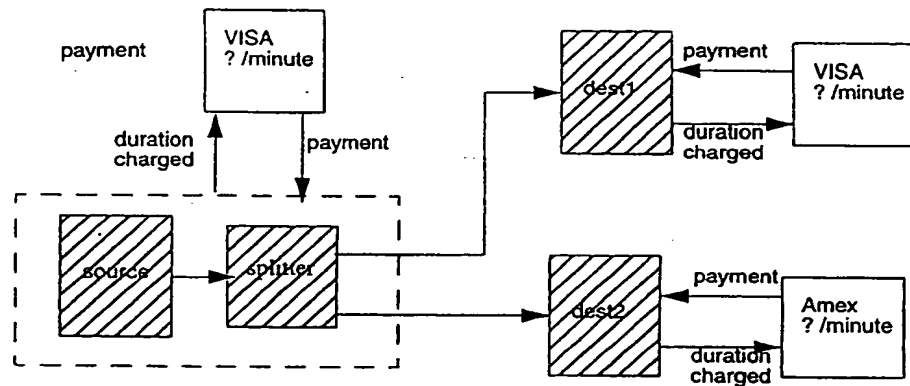 payment
VISA
? /minute
duration
charged
payment
source
splitter
dest1
payment
duration
charged
VISA
? /minute
dest2
payment
duration
charged
Amex
? /minute